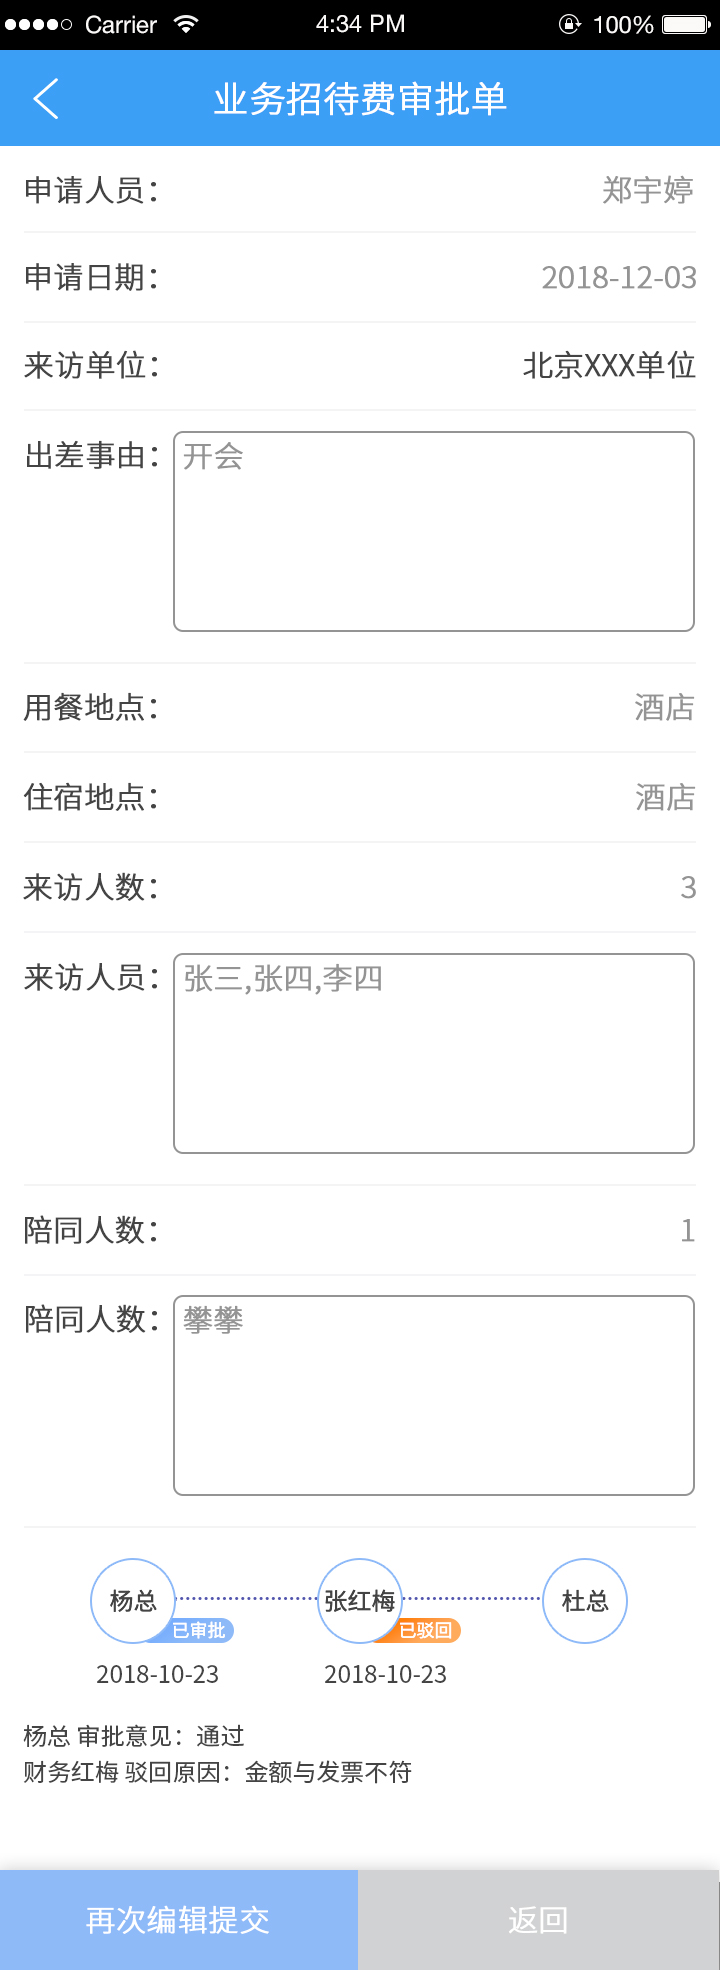 Carrier 4:34 PM 100%
业务招待费审批单
申请人员： 郑宇婷
申请日期： 2018-12-03
来访单位： 北京XXX单位
出差事由： 开会
用餐地点： 酒店
住宿地点： 酒店
来访人数： 3
来访人员： 张三,张四,李四
陪同人数： 1
陪同人数： 攀攀
杨总 张红梅 杜总
已审批 已驳回
2018-10-23 2018-10-23
杨总 审批意见：通过
财务红梅 驳回原因：金额与发票不符
再次编辑提交 返回